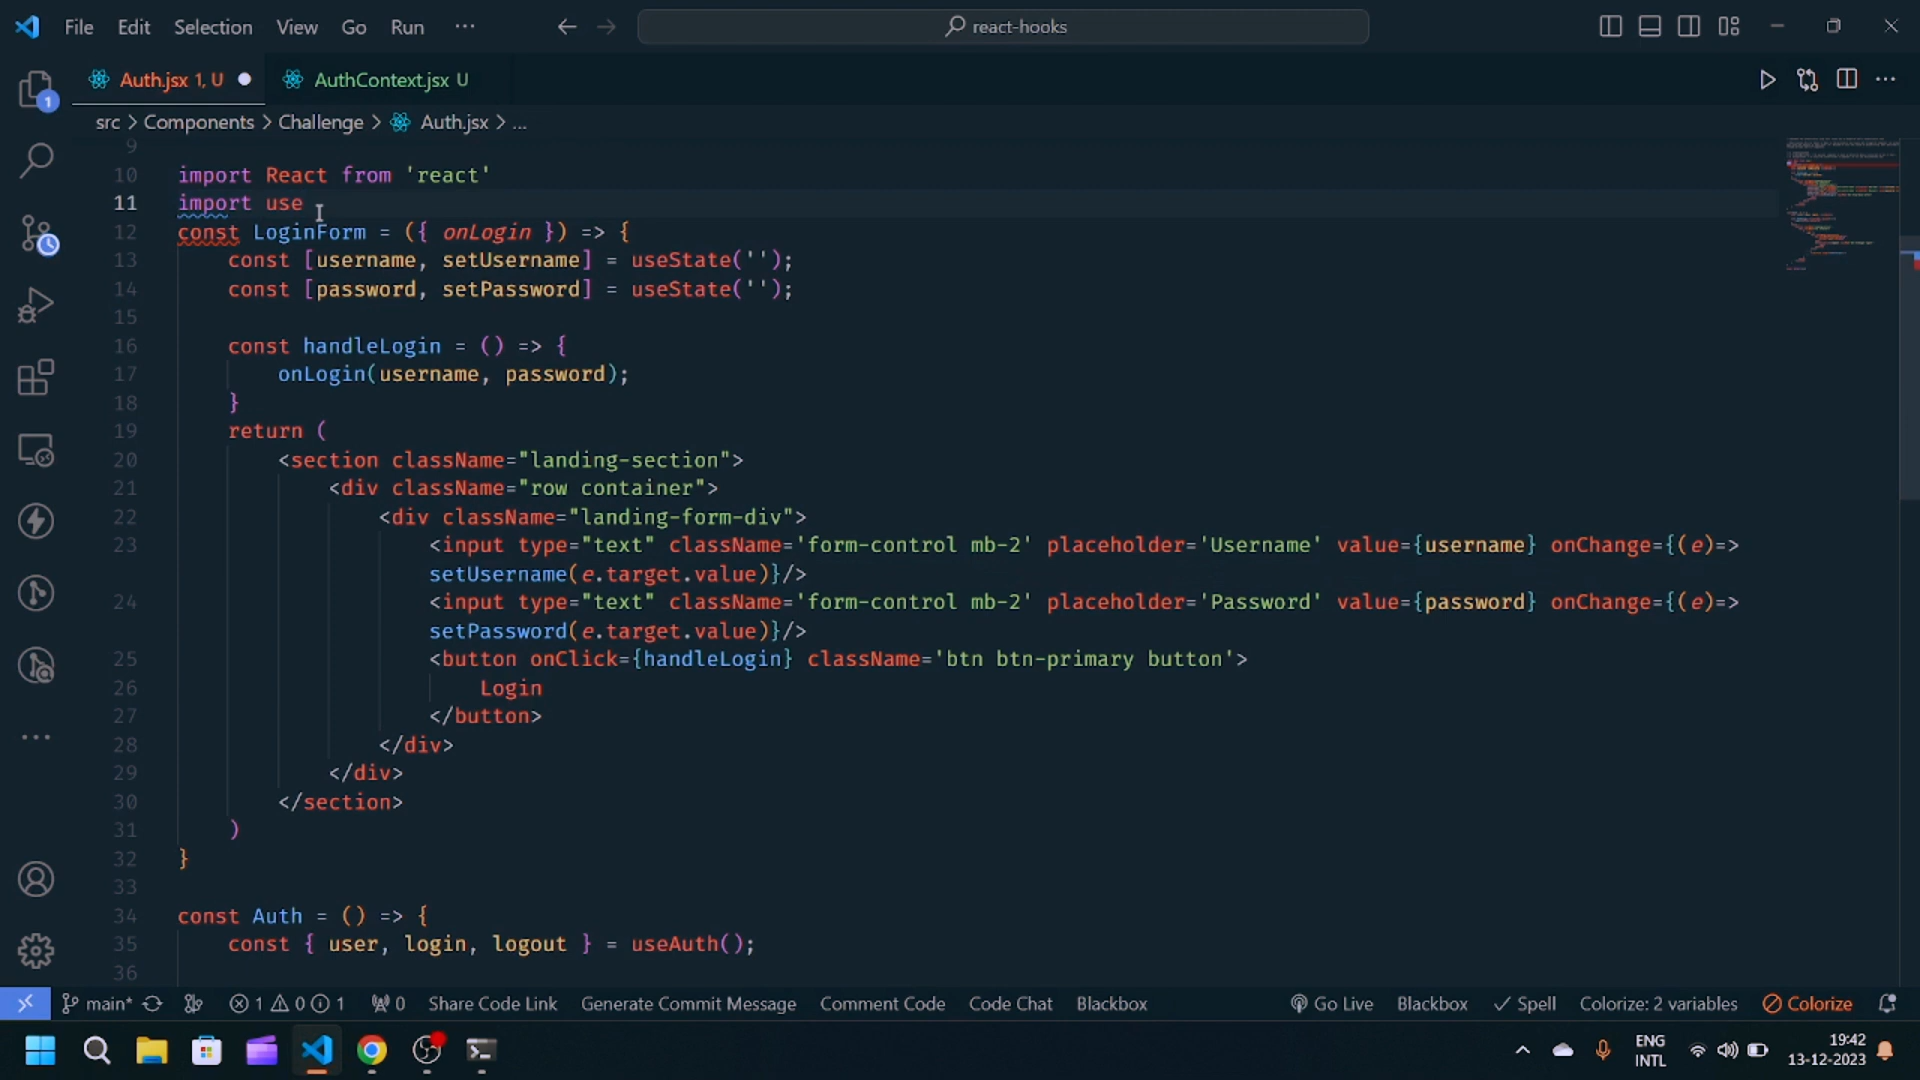 File Edit Selection View Go Run ··· react-hooks
Auth.jsx 1, U AuthContext.jsx U
src > Components > Challenge > Auth.jsx > ...
9
10 import React from 'react'
11 import use
12 const LoginForm = ({ onLogin }) => {
13 const [username, setUsername] = useState('');
14 const [password, setPassword] = useState('');
15
16 const handleLogin = () => {
17 onLogin(username, password);
18 }
19 return (
20 <section className="landing-section">
21 <div className="row container">
22 <div className="landing-form-div">
23 <input type="text" className='form-control mb-2' placeholder='Username' value={username} onChange={(e)=>
setUsername(e.target.value)}/>
24 <input type="text" className='form-control mb-2' placeholder='Password' value={password} onChange={(e)=>
setPassword(e.target.value)}/>
25 <button onClick={handleLogin} className='btn btn-primary button'>
26 Login
27 </button>
28 </div>
29 </div>
30 </section>
31 )
32 }
33
34 const Auth = () => {
35 const { user, login, logout } = useAuth();
36
main* 1 0 1 0 Share Code Link Generate Commit Message Comment Code Code Chat Blackbox Go Live Blackbox Spell Colorize: 2 variables Colorize
ENG 19:42
INTL 13-12-2023